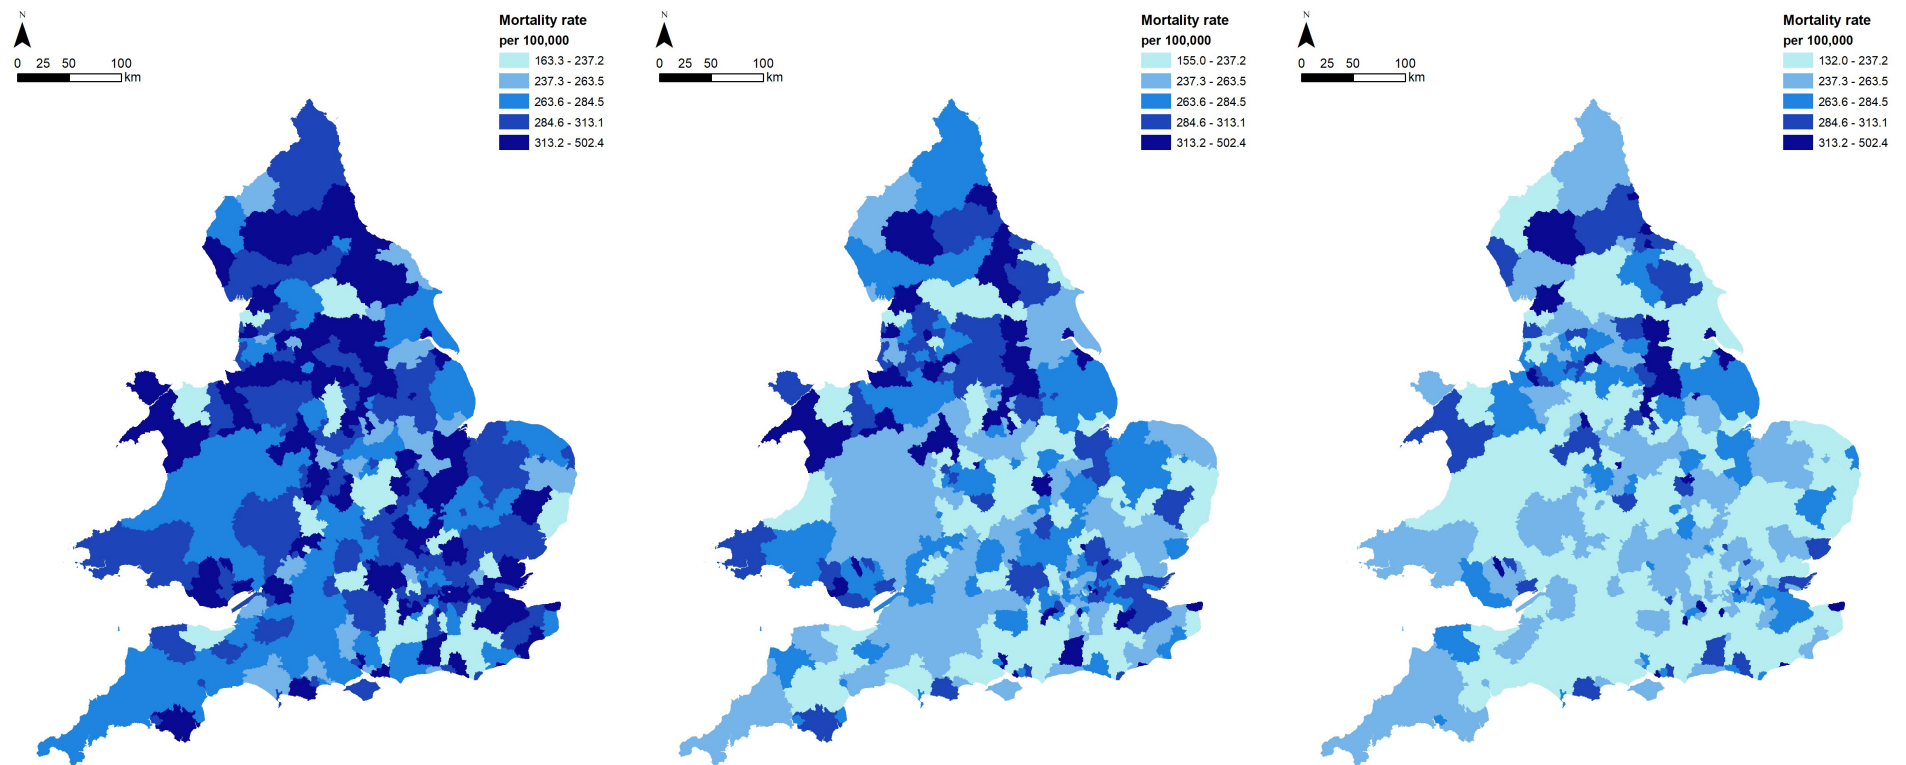 N
0 25 50 100
km
Mortality rate
per 100,000
163.3 - 237.2
237.3 - 263.5
263.6 - 284.5
284.6 - 313.1
313.2 - 502.4
N
0 25 50 100
km
Mortality rate
per 100,000
155.0 - 237.2
237.3 - 263.5
263.6 - 284.5
284.6 - 313.1
313.2 - 502.4
N
0 25 50 100
km
Mortality rate
per 100,000
132.0 - 237.2
237.3 - 263.5
263.6 - 284.5
284.6 - 313.1
313.2 - 502.4